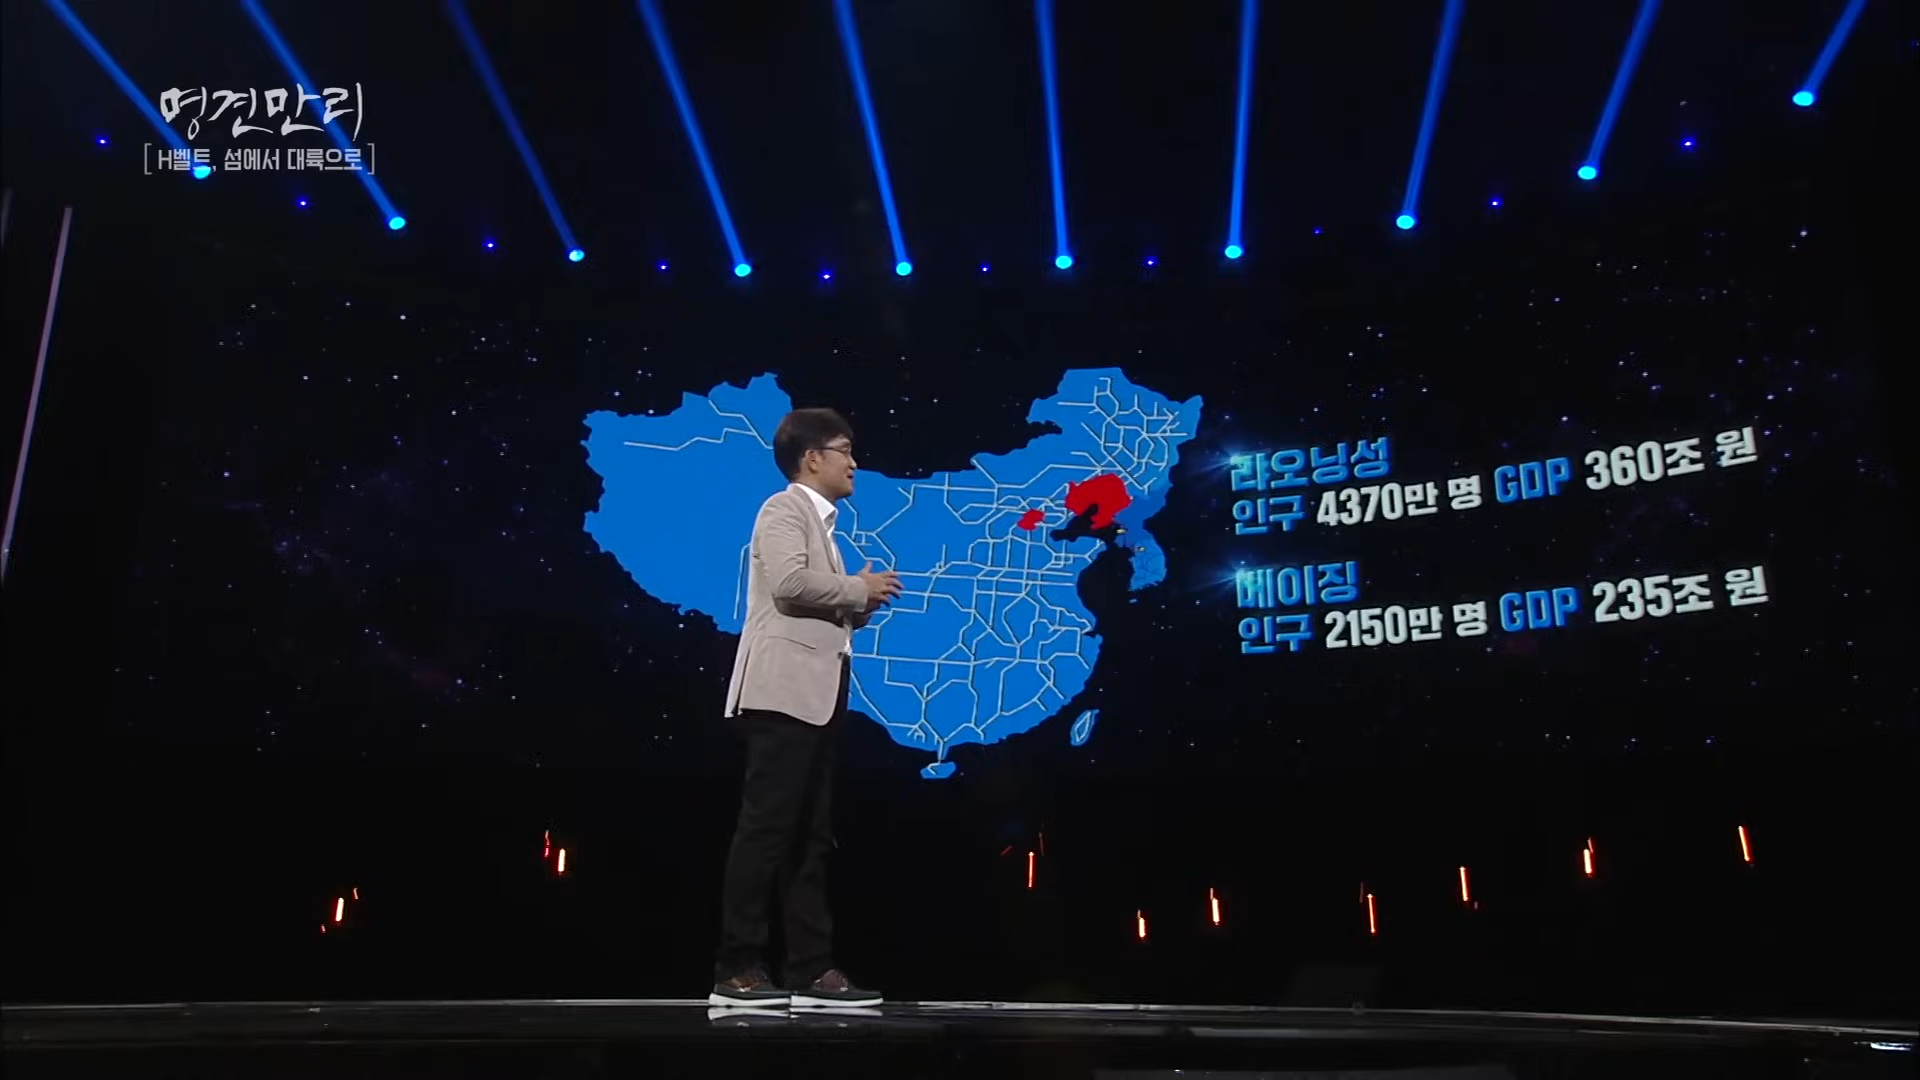 명견만리
[ H벨트, 섬에서 대륙으로 ]
랴오닝성
인구 4370만 명 GDP 360조 원
베이징
인구 2150만 명 GDP 235조 원